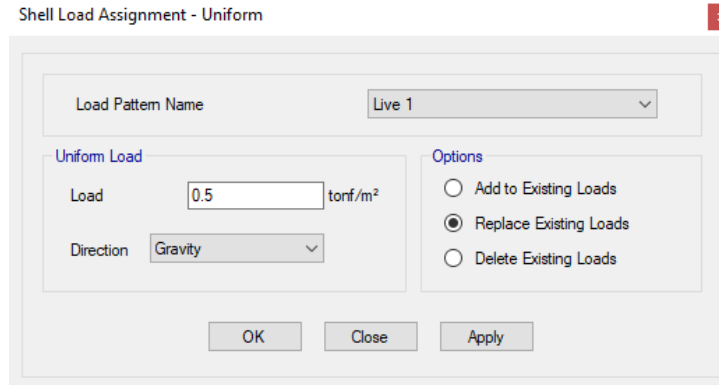 Shell Load Assignment - Uniform
Load Pattern Name
Live 1
Uniform Load
Load
0.5
tonf/m²
Direction
Gravity
Options
Add to Existing Loads
Replace Existing Loads
Delete Existing Loads
OK
Close
Apply